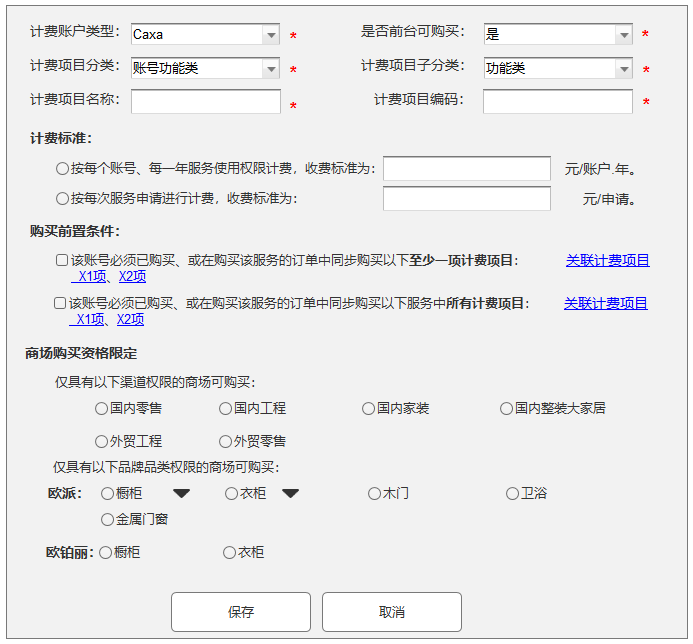 计费账户类型： Caxa * 是否前台可购买： 是 *
计费项目分类： 账号功能类 * 计费项目子分类： 功能类 *
计费项目名称： * 计费项目编码： *
计费标准：
按每个账号、每一年服务使用权限计费，收费标准为： 元/账户.年。
按每次服务申请进行计费，收费标准为： 元/申请。
购买前置条件：
该账号必须已购买、或在购买该服务的订单中同步购买以下至少一项计费项目： 关联计费项目
X1项、X2项
该账号必须已购买、或在购买该服务的订单中同步购买以下服务中所有计费项目： 关联计费项目
X1项、X2项
商场购买资格限定
仅具有以下渠道权限的商场可购买：
国内零售 国内工程 国内家装 国内整装大家居
外贸工程 外贸零售
仅具有以下品牌品类权限的商场可购买：
欧派： 橱柜 衣柜 木门 卫浴
金属门窗
欧铂丽： 橱柜 衣柜
保存 取消